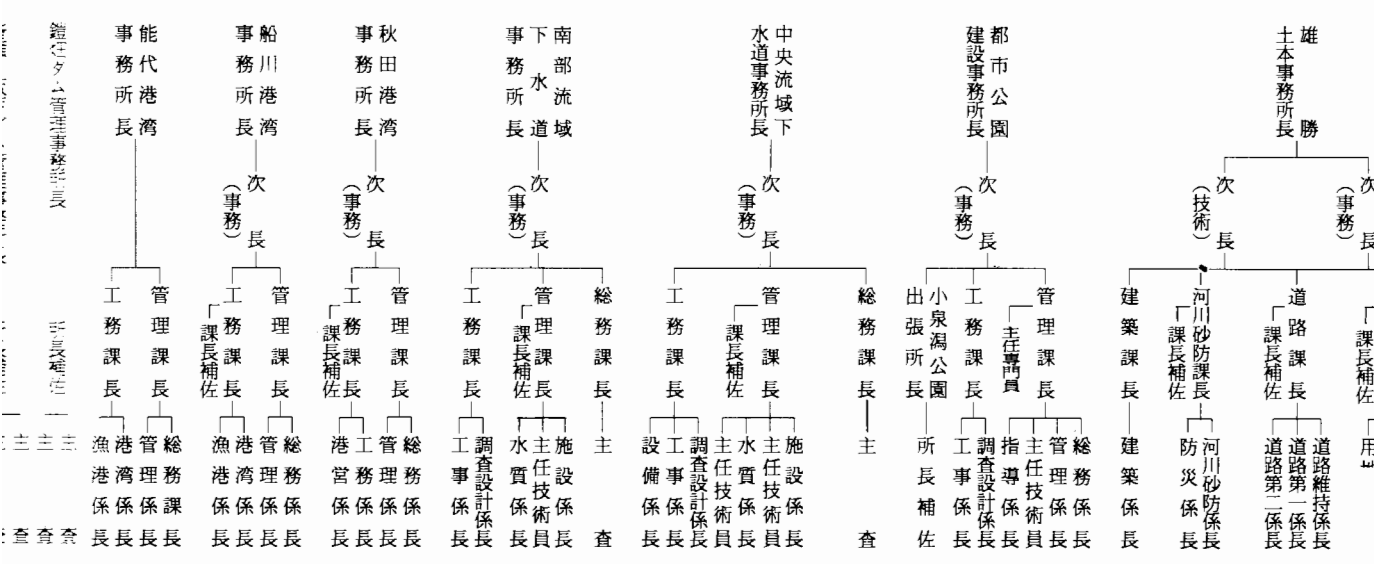 雄勝
土木事務所長
次長
(事務)
課長補佐
次長
(技術)
道路課長
課長補佐
道路維持係長
道路第一係長
道路第二係長
河川砂防課長
課長補佐
河川砂防係長
防災係長
建築課長
建築係長
都市公園
建設事務所長
次長
(事務)
管理課長
主任専門員
総務係長
管理係長
主任技術員
指導係長
工務課長
調査設計係長
工事係長
小泉潟公園
出張所長
所長補佐
中央流域下
水道事務所長
次長
(事務)
総務課長
主査
管理課長
課長補佐
施設係長
主任技術員
水質係長
主任技術員
工務課長
調査設計係長
工事係長
設備係長
南部流域
下水道
事務所長
次長
(事務)
総務課長
主査
管理課長
課長補佐
施設係長
主任技術員
水質係長
工務課長
調査設計係長
工事係長
秋田港湾
事務所長
次長
(事務)
管理課長
総務係長
管理係長
工務課長
課長補佐
工務係長
港営係長
船川港湾
事務所長
次長
(事務)
管理課長
総務係長
管理係長
工務課長
課長補佐
港湾係長
漁港係長
能代港湾
事務所長
管理課長
総務課長
管理係長
工務課長
港湾係長
漁港係長
所長補佐
主査
主査
主査